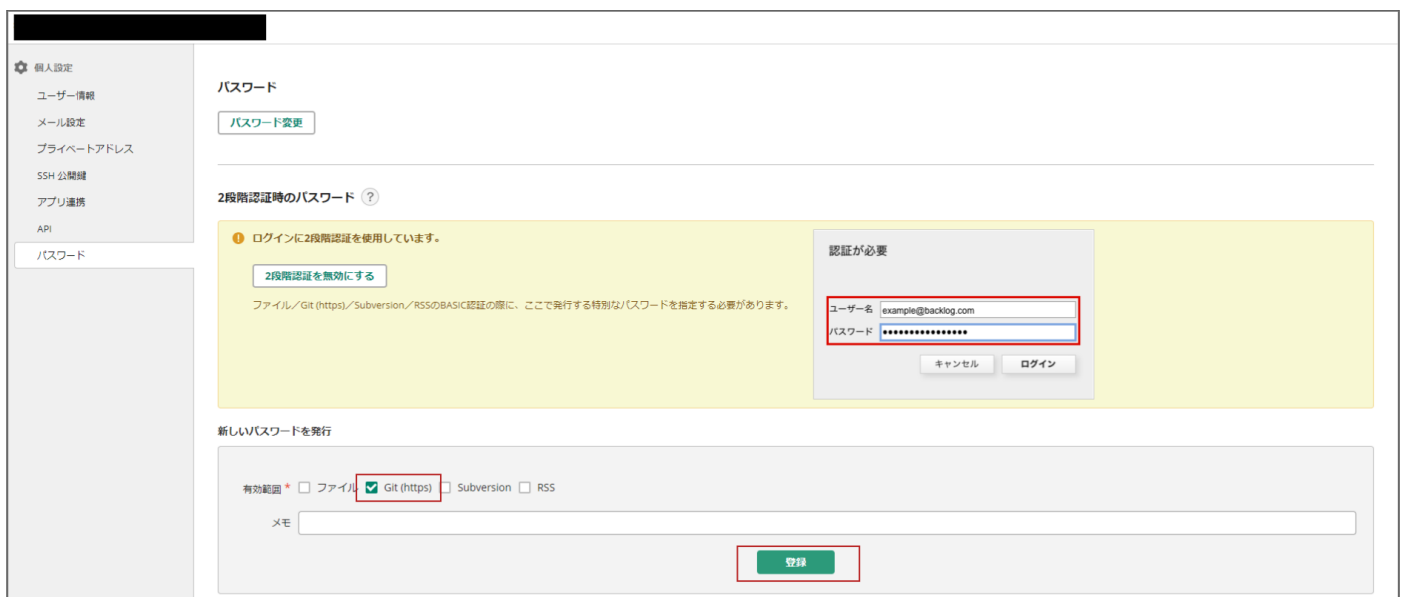 個人設定
ユーザー情報
メール設定
プライベートアドレス
SSH 公開鍵
アプリ連携
API
パスワード
パスワード
パスワード変更
2段階認証時のパスワード ?
ログインに2段階認証を使用しています。
2段階認証を無効にする
ファイル／Git (https)／Subversion／RSSのBASIC認証の際に、ここで発行する特別なパスワードを指定する必要があります。
認証が必要
ユーザー名 example@backlog.com
パスワード ••••••••••••••••
キャンセル ログイン
新しいパスワードを発行
有効範囲 * ファイル Git (https) Subversion RSS
メモ
登録